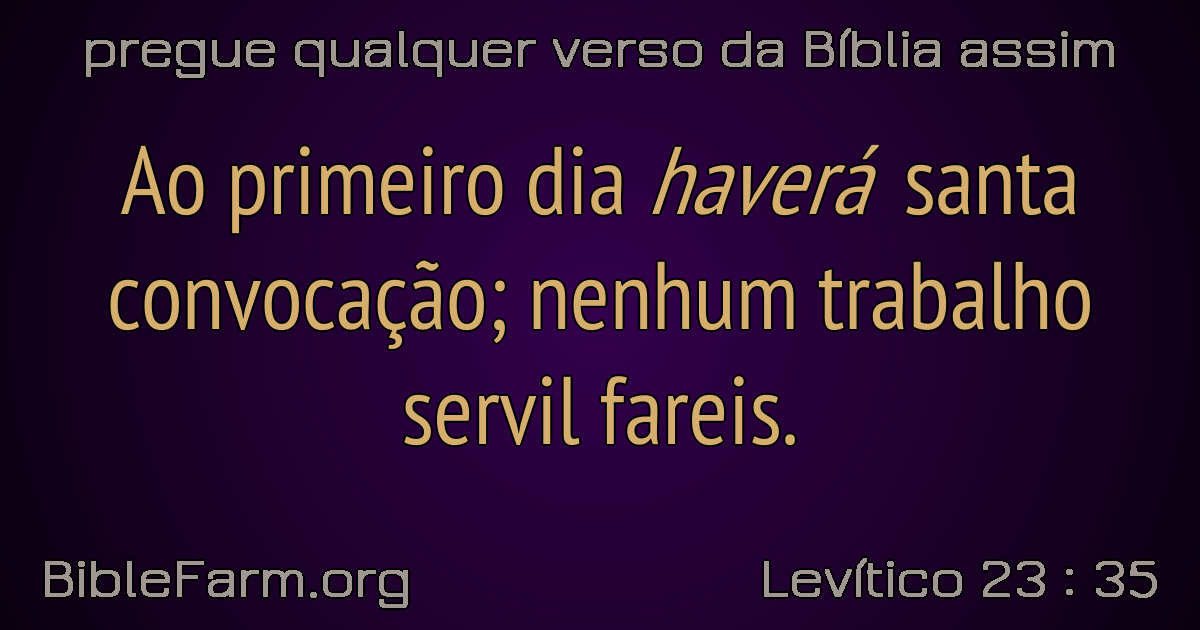 pregue qualquer verso da Bíblia assim
Ao primeiro dia haverá santa
convocação; nenhum trabalho
servil fareis.
BibleFarm.org
Levítico 23 : 35